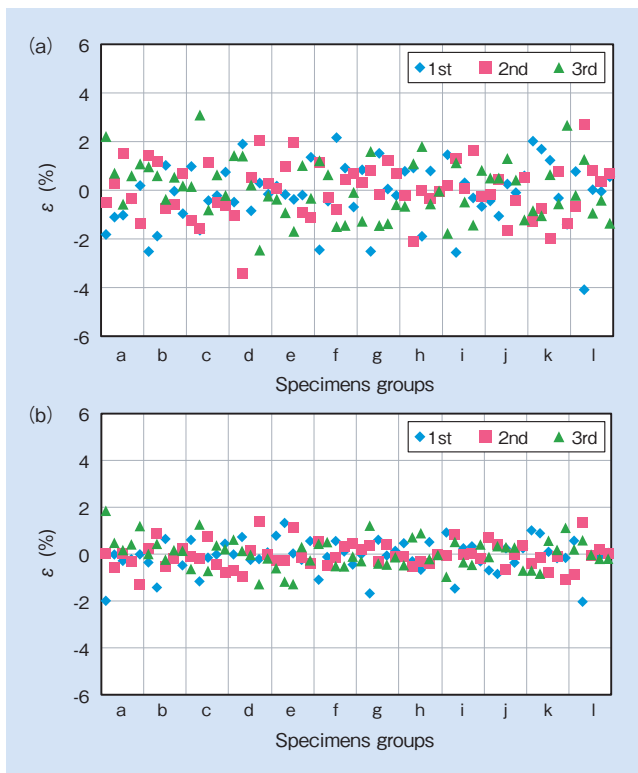 (a)
6
4
2
0
-2
-4
-6
ε (%)
1st 2nd 3rd
a b c d e f g h i j k l
Specimens groups
(b)
6
4
2
0
-2
-4
-6
ε (%)
1st 2nd 3rd
a b c d e f g h i j k l
Specimens groups